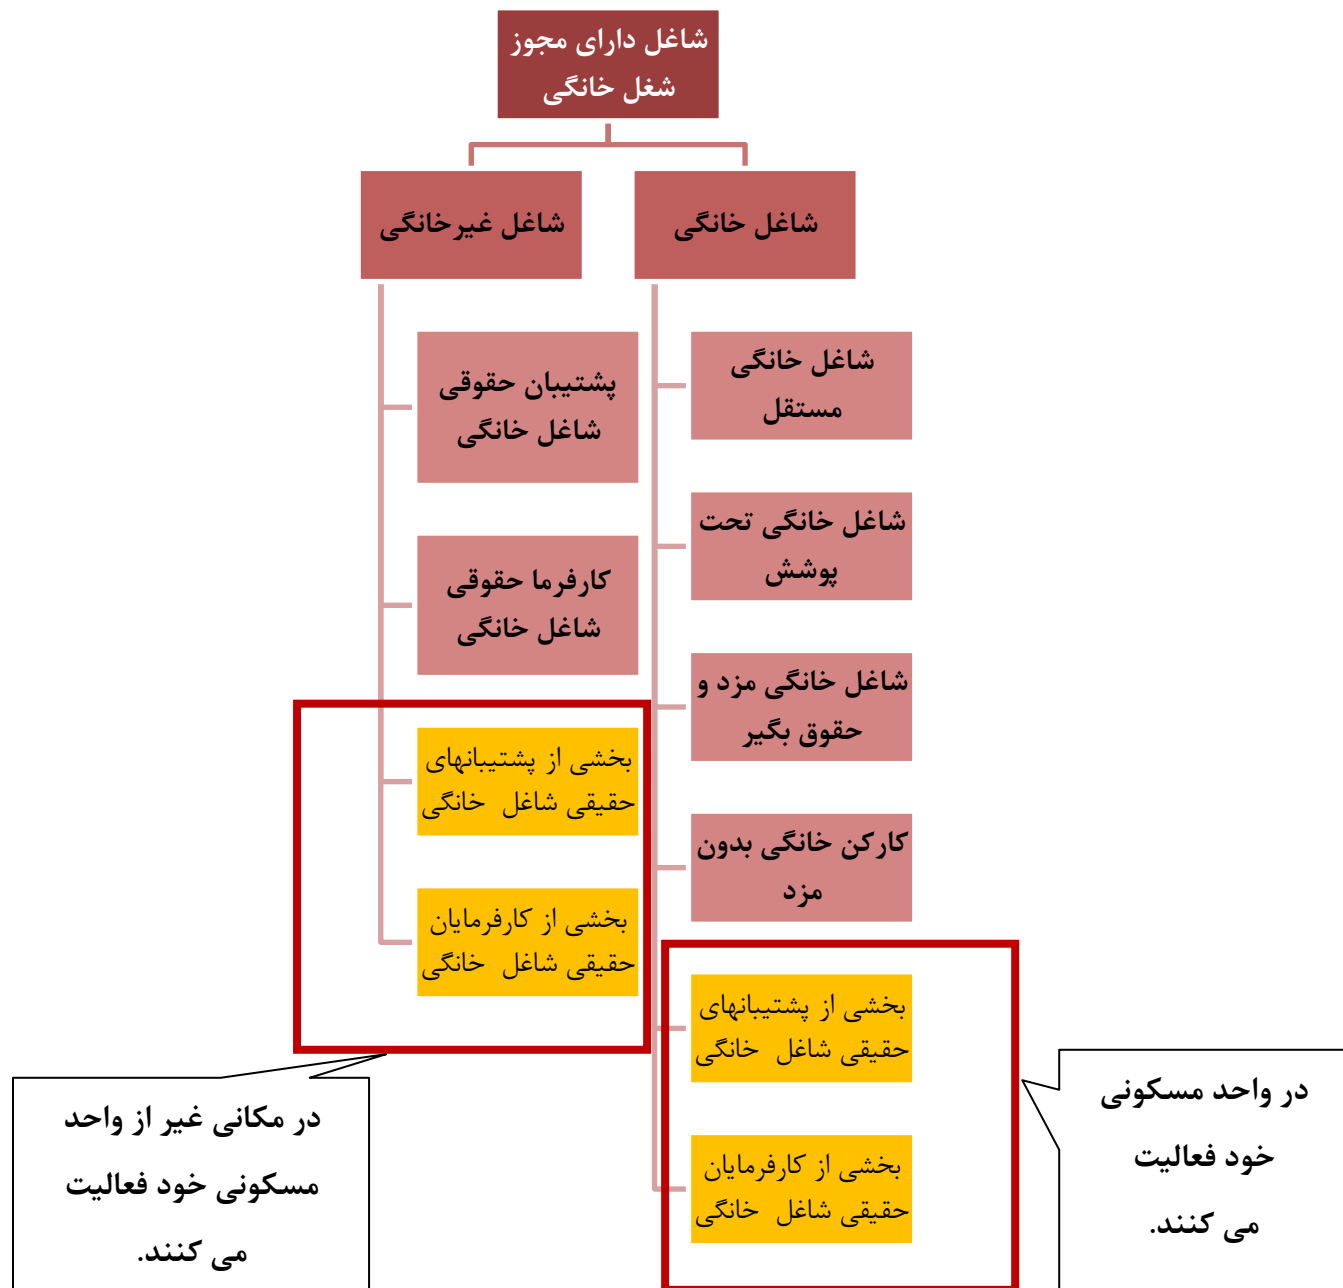 شاغل دارای مجوز
شغل خانگی
شاغل خانگی
شاغل خانگی
مستقل
شاغل خانگی تحت
پوشش
شاغل خانگی مزد و
حقوق بگیر
کارکن خانگی بدون
مزد
بخشی از پشتیبانهای
حقیقی شاغل خانگی
بخشی از کارفرمایان
حقیقی شاغل خانگی
در واحد مسکونی
خود فعالیت
می کنند.
شاغل غیرخانگی
پشتیبان حقوقی
شاغل خانگی
کارفرما حقوقی
شاغل خانگی
بخشی از پشتیبانهای
حقیقی شاغل خانگی
بخشی از کارفرمایان
حقیقی شاغل خانگی
در مکانی غیر از واحد
مسکونی خود فعالیت
می کنند.